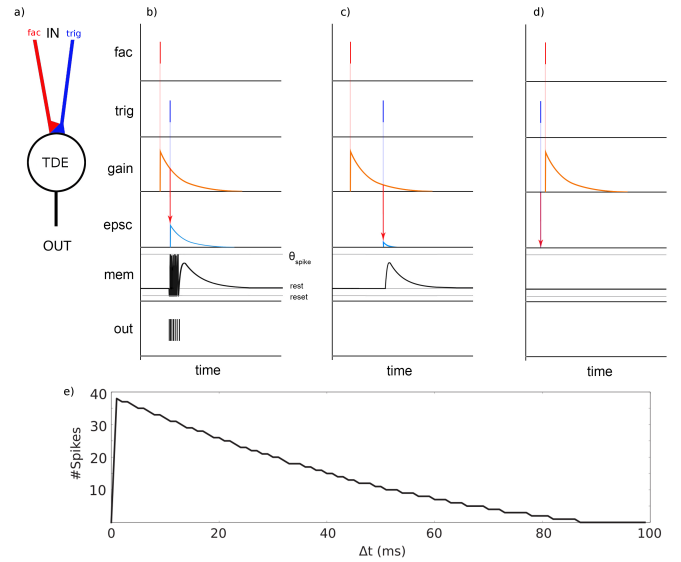 a)
fac IN trig
TDE
OUT
b)
c)
d)
fac
trig
gain
epsc
mem
out
θspike
rest
reset
time
time
time
e)
#Spikes
40
30
20
10
0
20
40
60
80
100
Δt (ms)